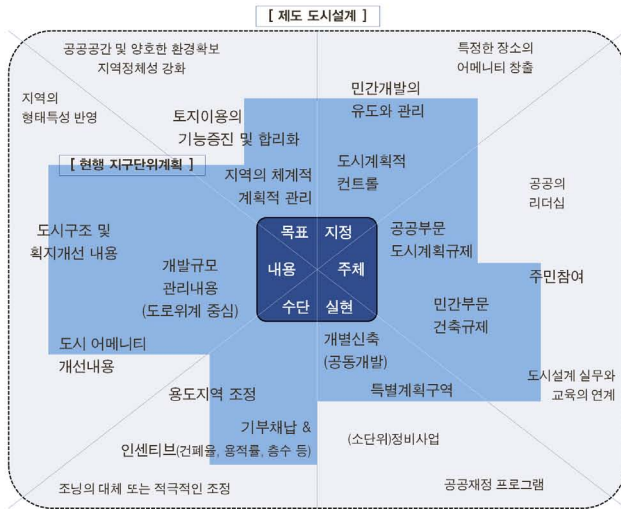 [ 제도 도시설계 ]
공공공간 및 양호한 환경확보
지역정체성 강화
특정한 장소의
어메니티 창출
지역의
형태특성 반영
토지이용의
기능증진 및 합리화
민간개발의
유도와 관리
[ 현행 지구단위계획 ]
지역의 체계적
계획적 관리
도시계획적
컨트롤
공공의
리더십
도시구조 및
획지개선 내용
개발규모
관리내용
(도로위계 중심)
목표 지정
내용 주체
수단 실현
공공부문
도시계획규제
주민참여
민간부문
건축규제
도시 어메니티
개선내용
개별신축
(공동개발)
용도지역 조정
특별계획구역
도시설계 실무와
교육의 연계
기부채납 &
인센티브(건폐율, 용적률, 층수 등)
(소단위)정비사업
조닝의 대체 또는 적극적인 조정
공공재정 프로그램